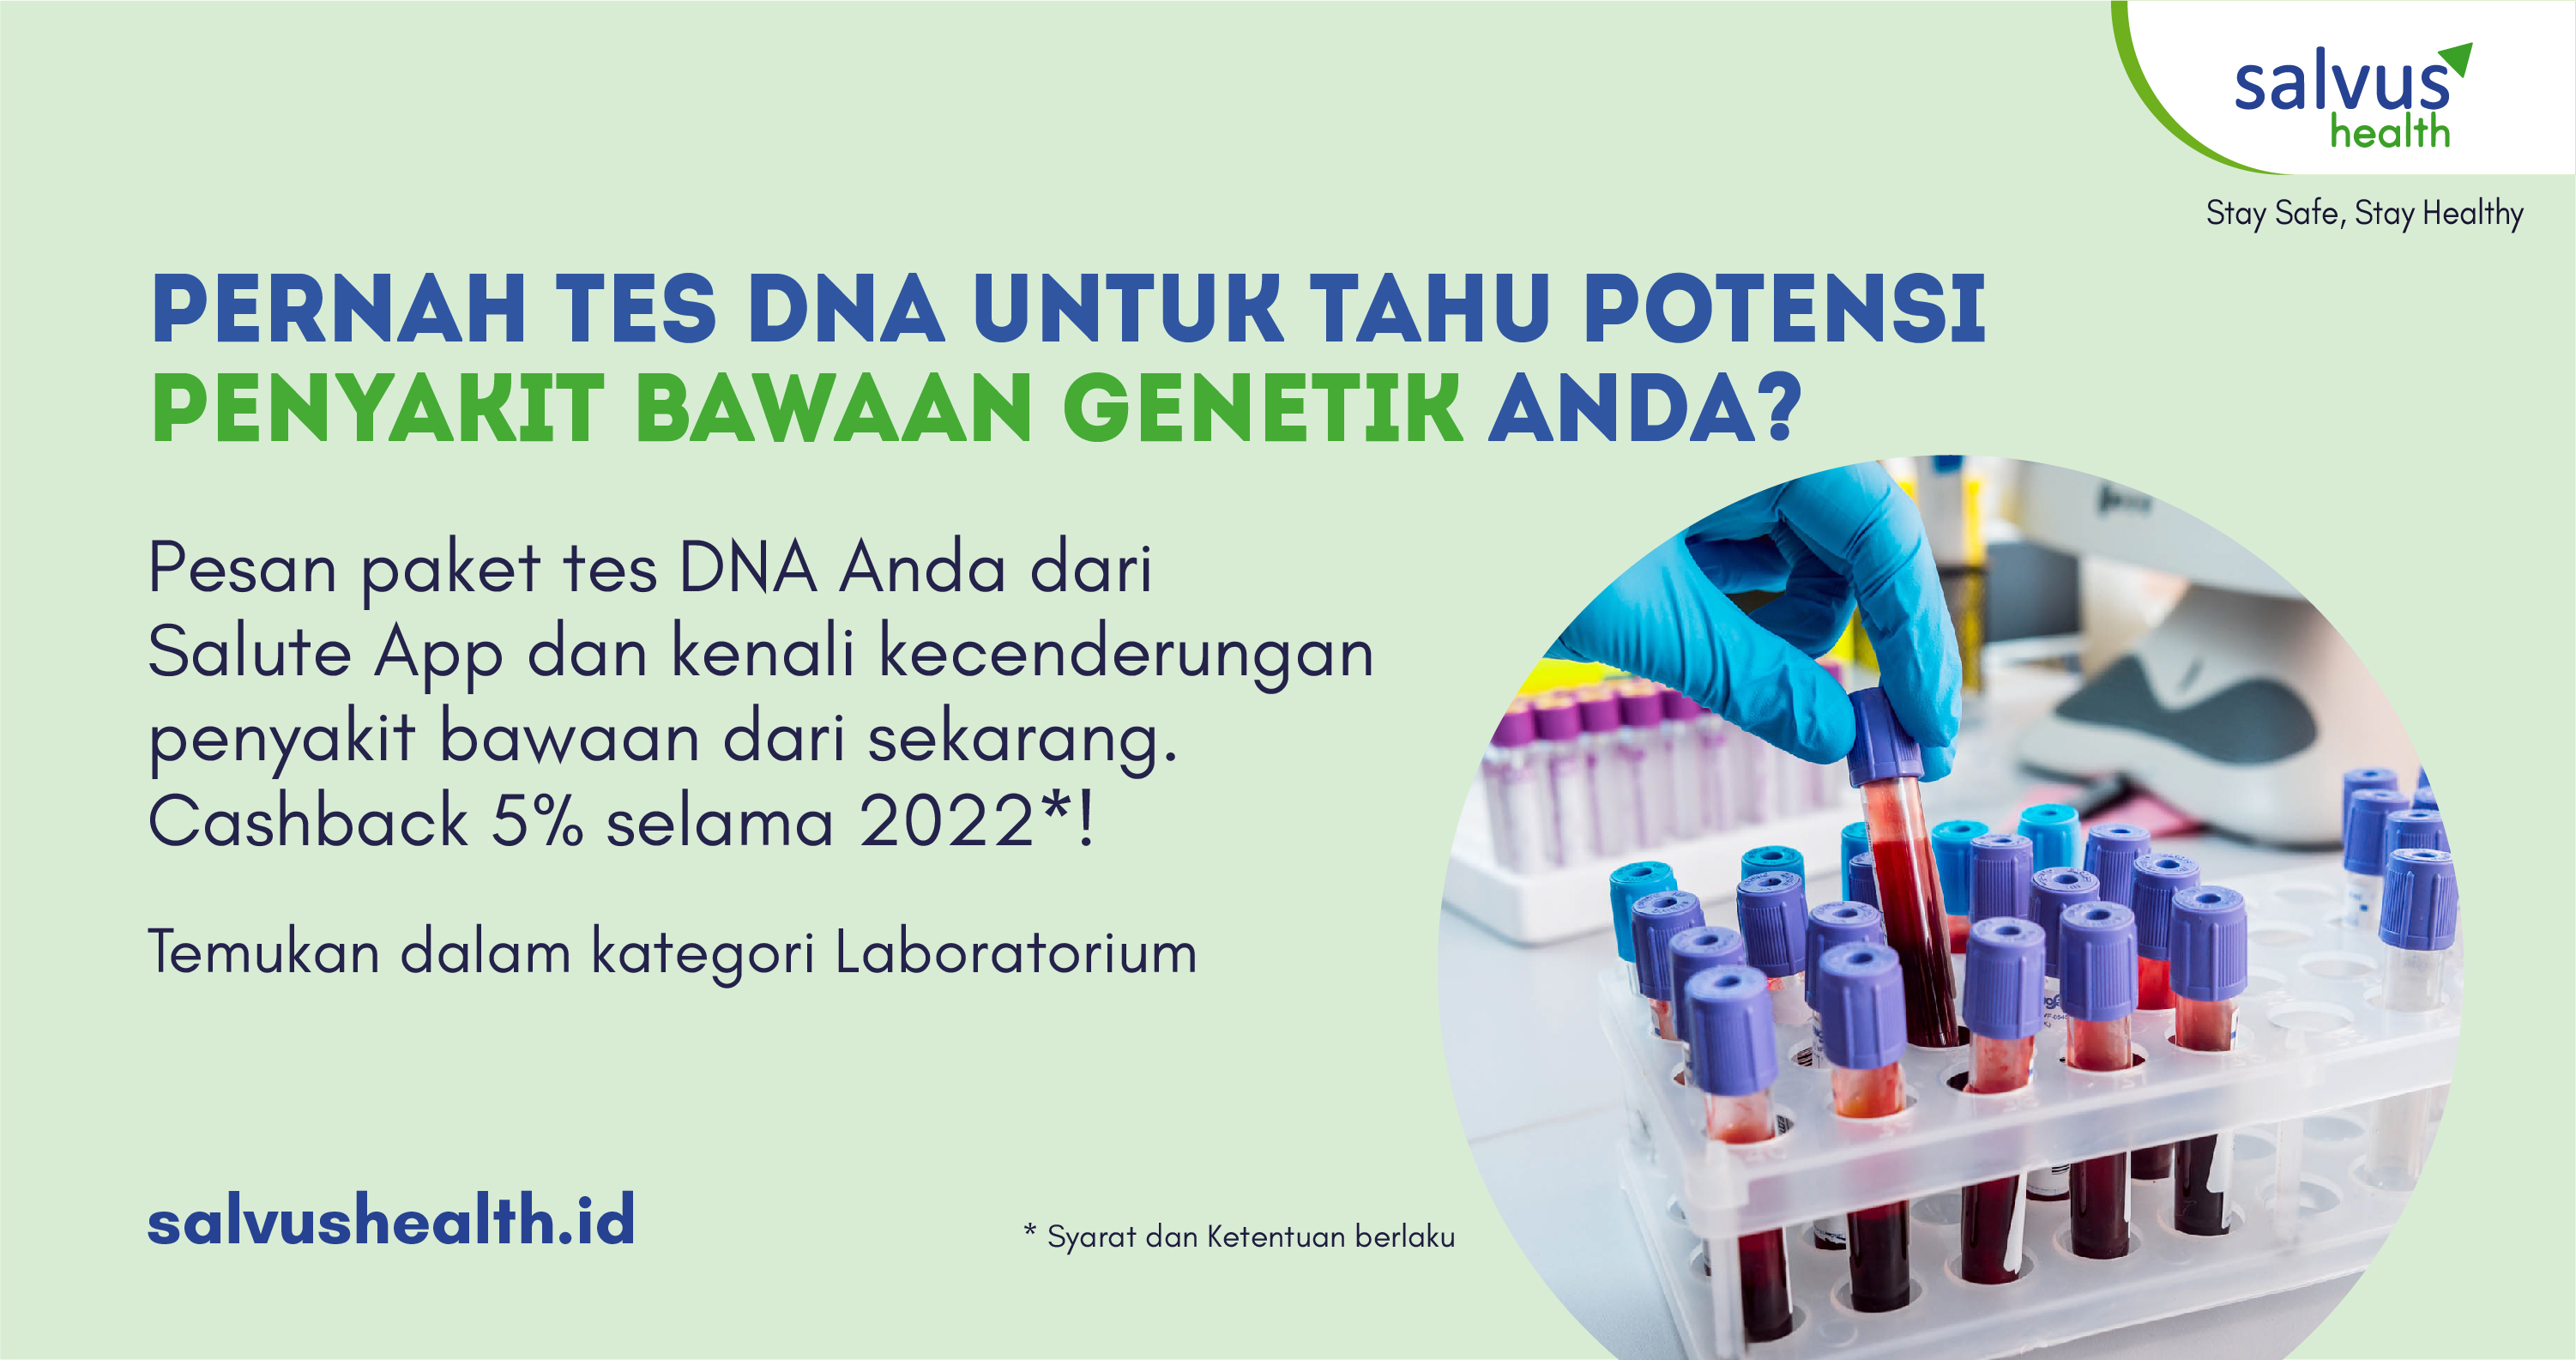 salvus
health
Stay Safe, Stay Healthy
PERNAH TES DNA UNTUK TAHU POTENSI
PENYAKIT BAWAAN GENETIK ANDA?
Pesan paket tes DNA Anda dari
Salute App dan kenali kecenderungan
penyakit bawaan dari sekarang.
Cashback 5% selama 2022*!
Temukan dalam kategori Laboratorium
salvushealth.id
* Syarat dan Ketentuan berlaku